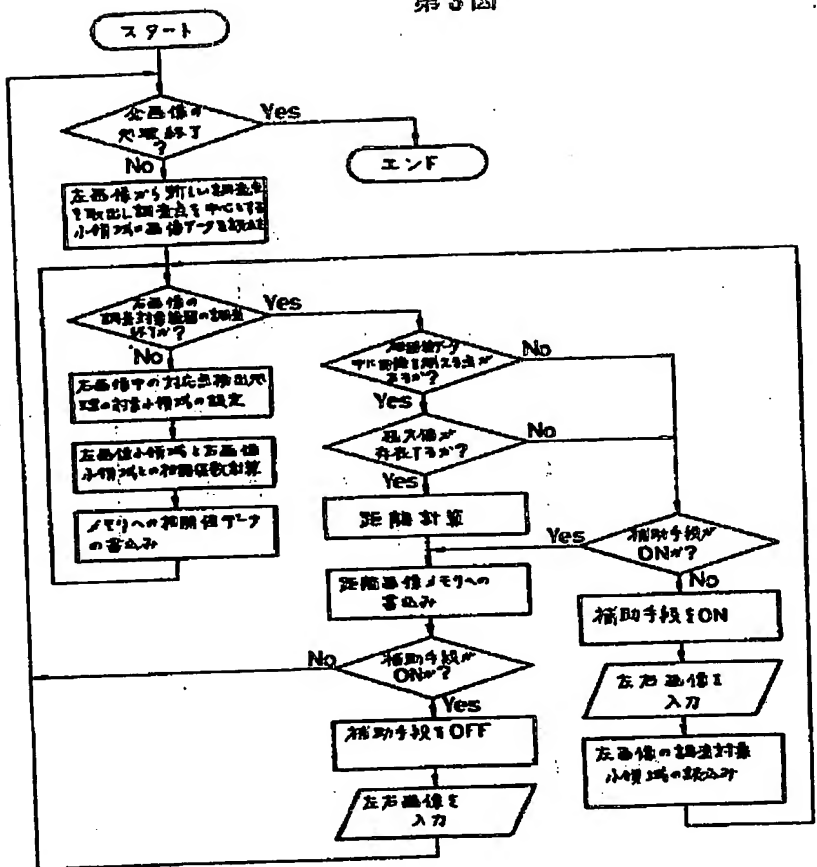 第5図
スタート
全画像の
処理終了
?
Yes
No
エンド
左画像から新しい調査点
を取出し調査点を中心とする
小領域の画像データを読込む
右画像の
調査対象範囲の調査
終了か?
Yes
No
右画像中の対応点検出処
理の対象小領域の設定
左画像小領域と右画像
小領域との相関係数計算
メモリへの相関値データ
の書込み
相関値データ
中に閾値を超える点が
あるか?
No
Yes
極大値が
存在するか?
No
Yes
距離計算
距離画像メモリへの
書込み
補助手段が
ONか?
Yes
No
補助手段をON
左右画像を
入力
左画像の調査対象
小領域の読込み
補助手段が
ONか?
No
Yes
補助手段をOFF
左右画像を
入力